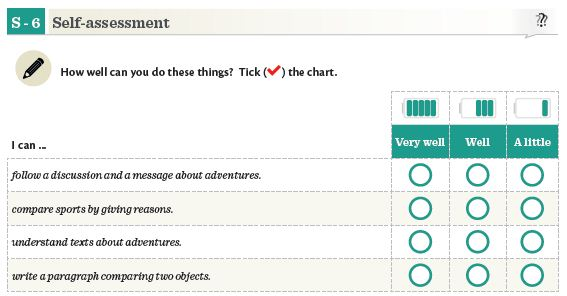 S - 6 Self-assessment
How well can you do these things? Tick (✓) the chart.
I can ... Very well Well A little
follow a discussion and a message about adventures.
compare sports by giving reasons.
understand texts about adventures.
write a paragraph comparing two objects.